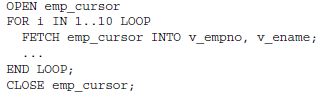 OPEN emp_cursor
FOR i IN 1..10 LOOP
FETCH emp_cursor INTO v_empno, v_ename;
...
END LOOP;
CLOSE emp_cursor;